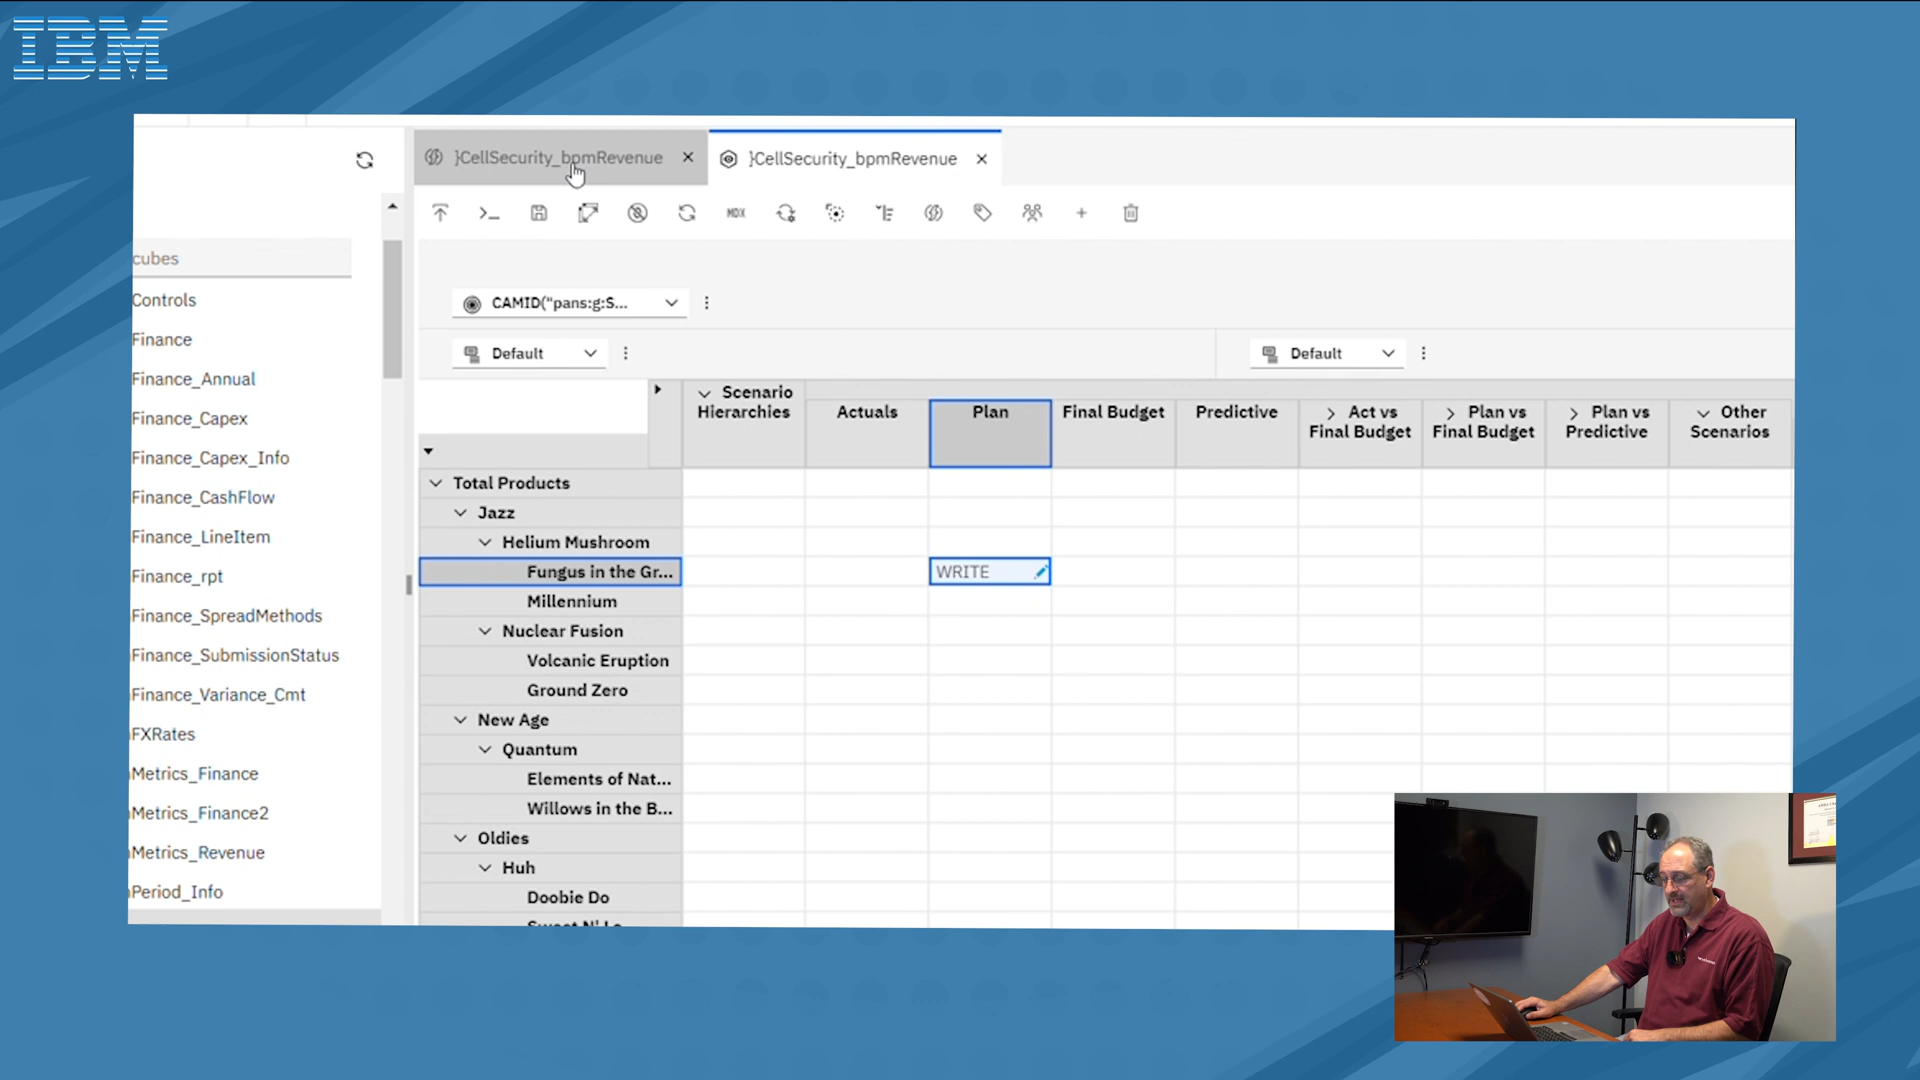 IBM
}CellSecurity_bpmRevenue
}CellSecurity_bpmRevenue
MDX
cubes
CAMID("pans:g:S...
Default
Default
Controls
Finance
Finance_Annual
Finance_Capex
Finance_Capex_Info
Finance_CashFlow
Finance_LineItem
Finance_rpt
Finance_SpreadMethods
Finance_SubmissionStatus
Finance_Variance_Cmt
FXRates
Metrics_Finance
Metrics_Finance2
Metrics_Revenue
Period_Info
Scenario
Hierarchies
Actuals
Plan
Final Budget
Predictive
Act vs
Final Budget
Plan vs
Final Budget
Plan vs
Predictive
Other
Scenarios
Total Products
Jazz
Helium Mushroom
Fungus in the Gr...
WRITE
Millennium
Nuclear Fusion
Volcanic Eruption
Ground Zero
New Age
Quantum
Elements of Nat...
Willows in the B...
Oldies
Huh
Doobie Do